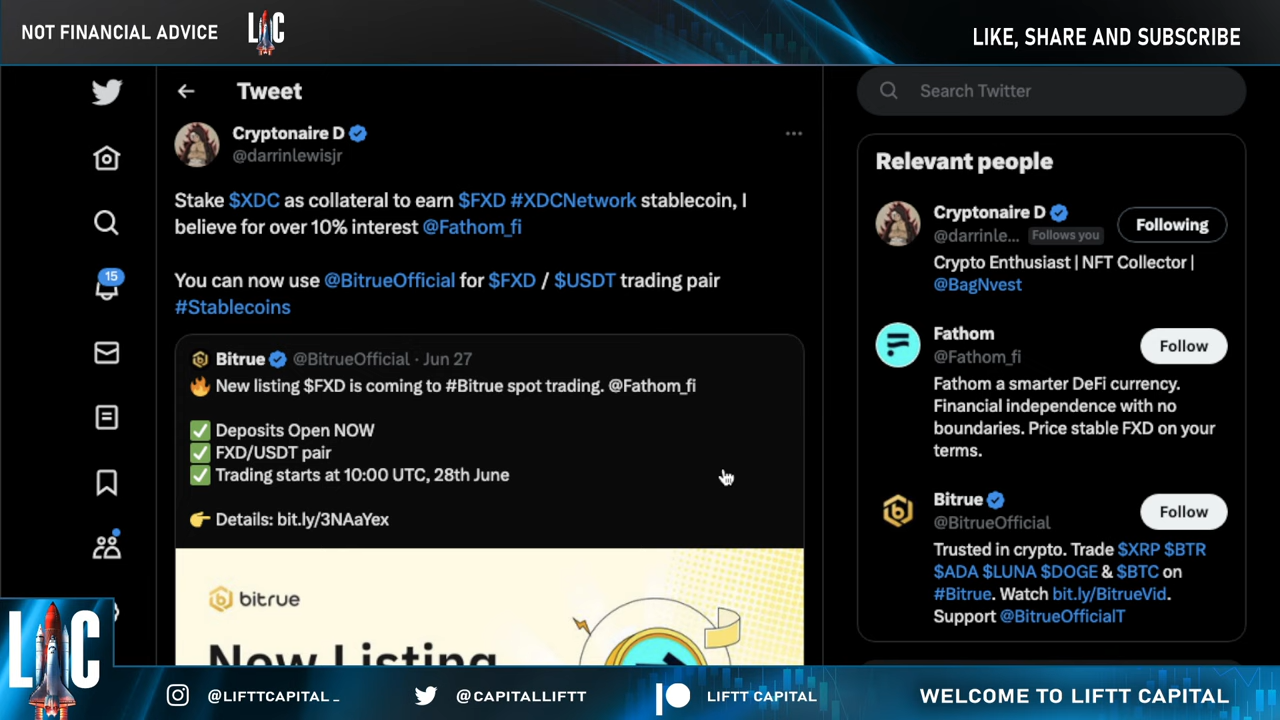 NOT FINANCIAL ADVICE
LC
LIKE, SHARE AND SUBSCRIBE
Tweet
Cryptonaire D
@darrinlewisjr
Stake $XDC as collateral to earn $FXD #XDCNetwork stablecoin, I
believe for over 10% interest @Fathom_fi
You can now use @BitrueOfficial for $FXD / $USDT trading pair
#Stablecoins
Bitrue @BitrueOfficial · Jun 27
New listing $FXD is coming to #Bitrue spot trading. @Fathom_fi
Deposits Open NOW
FXD/USDT pair
Trading starts at 10:00 UTC, 28th June
Details: bit.ly/3NAaYex
bitrue
New Listing
15
Search Twitter
Relevant people
Cryptonaire D
@darrinle... Follows you
Following
Crypto Enthusiast | NFT Collector |
@BagNvest
Fathom
@Fathom_fi
Follow
Fathom a smarter DeFi currency.
Financial independence with no
boundaries. Price stable FXD on your
terms.
Bitrue
@BitrueOfficial
Follow
Trusted in crypto. Trade $XRP $BTR
$ADA $LUNA $DOGE & $BTC on
#Bitrue. Watch bit.ly/BitrueVid.
Support @BitrueOfficialT
LC
@LIFTTCAPITAL_
@CAPITALLIFTT
LIFTT CAPITAL
WELCOME TO LIFTT CAPITAL